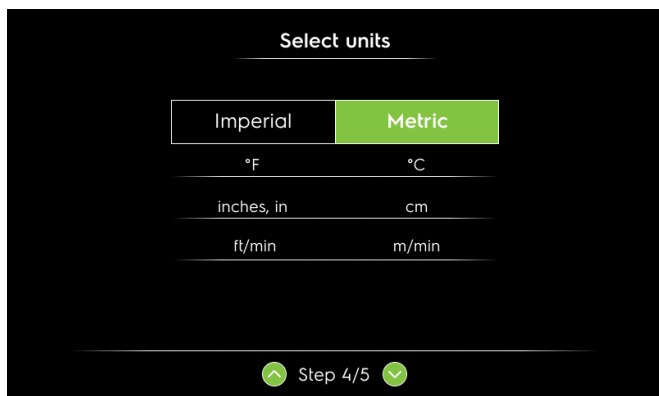 Select units
Imperial Metric
°F °C
inches, in cm
ft/min m/min
Step 4/5